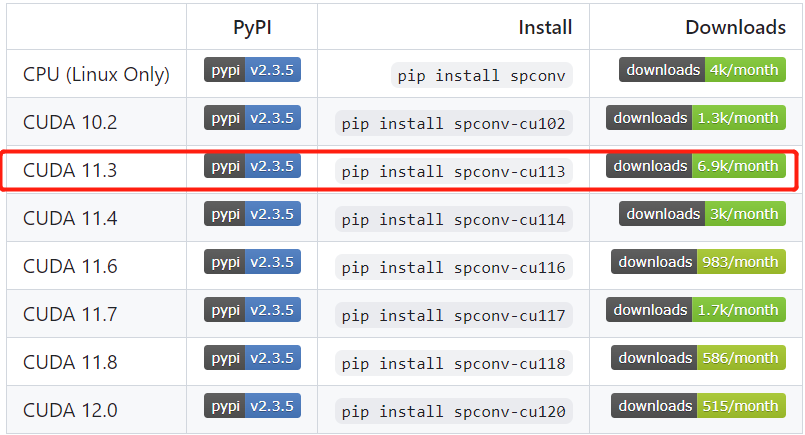 PyPI Install Downloads
CPU (Linux Only) pypi v2.3.5 pip install spconv downloads 4k/month
CUDA 10.2 pypi v2.3.5 pip install spconv-cu102 downloads 1.3k/month
CUDA 11.3 pypi v2.3.5 pip install spconv-cu113 downloads 6.9k/month
CUDA 11.4 pypi v2.3.5 pip install spconv-cu114 downloads 3k/month
CUDA 11.6 pypi v2.3.5 pip install spconv-cu116 downloads 983/month
CUDA 11.7 pypi v2.3.5 pip install spconv-cu117 downloads 1.7k/month
CUDA 11.8 pypi v2.3.5 pip install spconv-cu118 downloads 586/month
CUDA 12.0 pypi v2.3.5 pip install spconv-cu120 downloads 515/month